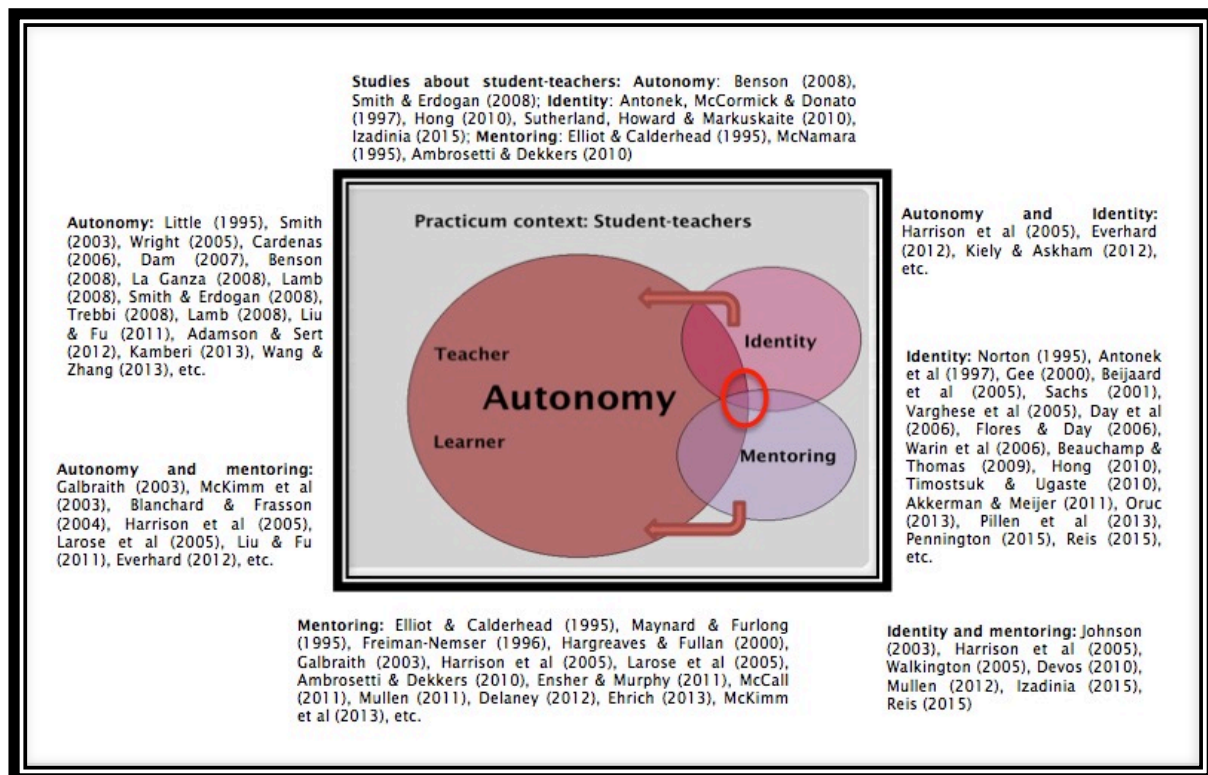 Studies about student-teachers: Autonomy: Benson (2008),
Smith & Erdogan (2008); Identity: Antonek, McCormick & Donato
(1997), Hong (2010), Sutherland, Howard & Markuskaite (2010),
Izadinia (2015); Mentoring: Elliot & Calderhead (1995), McNamara
(1995), Ambrosetti & Dekkers (2010)
Autonomy: Little (1995), Smith
(2003), Wright (2005), Cardenas
(2006), Dam (2007), Benson
(2008), La Ganza (2008), Lamb
(2008), Smith & Erdogan (2008),
Trebbi (2008), Lamb (2008), Liu
& Fu (2011), Adamson & Sert
(2012), Kamberi (2013), Wang &
Zhang (2013), etc.
Autonomy and mentoring:
Galbraith (2003), McKimm et al
(2003), Blanchard & Frasson
(2004), Harrison et al (2005),
Larose et al (2005), Liu & Fu
(2011), Everhard (2012), etc.
Practicum context: Student-teachers
Teacher
Autonomy
Learner
Identity
Mentoring
Autonomy and Identity:
Harrison et al (2005), Everhard
(2012), Kiely & Askham (2012),
etc.
Identity: Norton (1995), Antonek
et al (1997), Gee (2000), Beijaard
et al (2005), Sachs (2001),
Varghese et al (2005), Day et al
(2006), Flores & Day (2006),
Warin et al (2006), Beauchamp &
Thomas (2009), Hong (2010),
Timostsuk & Ugaste (2010),
Akkerman & Meijer (2011), Oruc
(2013), Pillen et al (2013),
Pennington (2015), Reis (2015),
etc.
Mentoring: Elliot & Calderhead (1995), Maynard & Furlong
(1995), Freiman-Nemser (1996), Hargreaves & Fullan (2000),
Galbraith (2003), Harrison et al (2005), Larose et al (2005),
Ambrosetti & Dekkers (2010), Ensher & Murphy (2011), McCall
(2011), Mullen (2011), Delaney (2012), Ehrich (2013), McKimm
et al (2013), etc.
Identity and mentoring: Johnson
(2003), Harrison et al (2005),
Walkington (2005), Devos (2010),
Mullen (2012), Izadinia (2015),
Reis (2015)